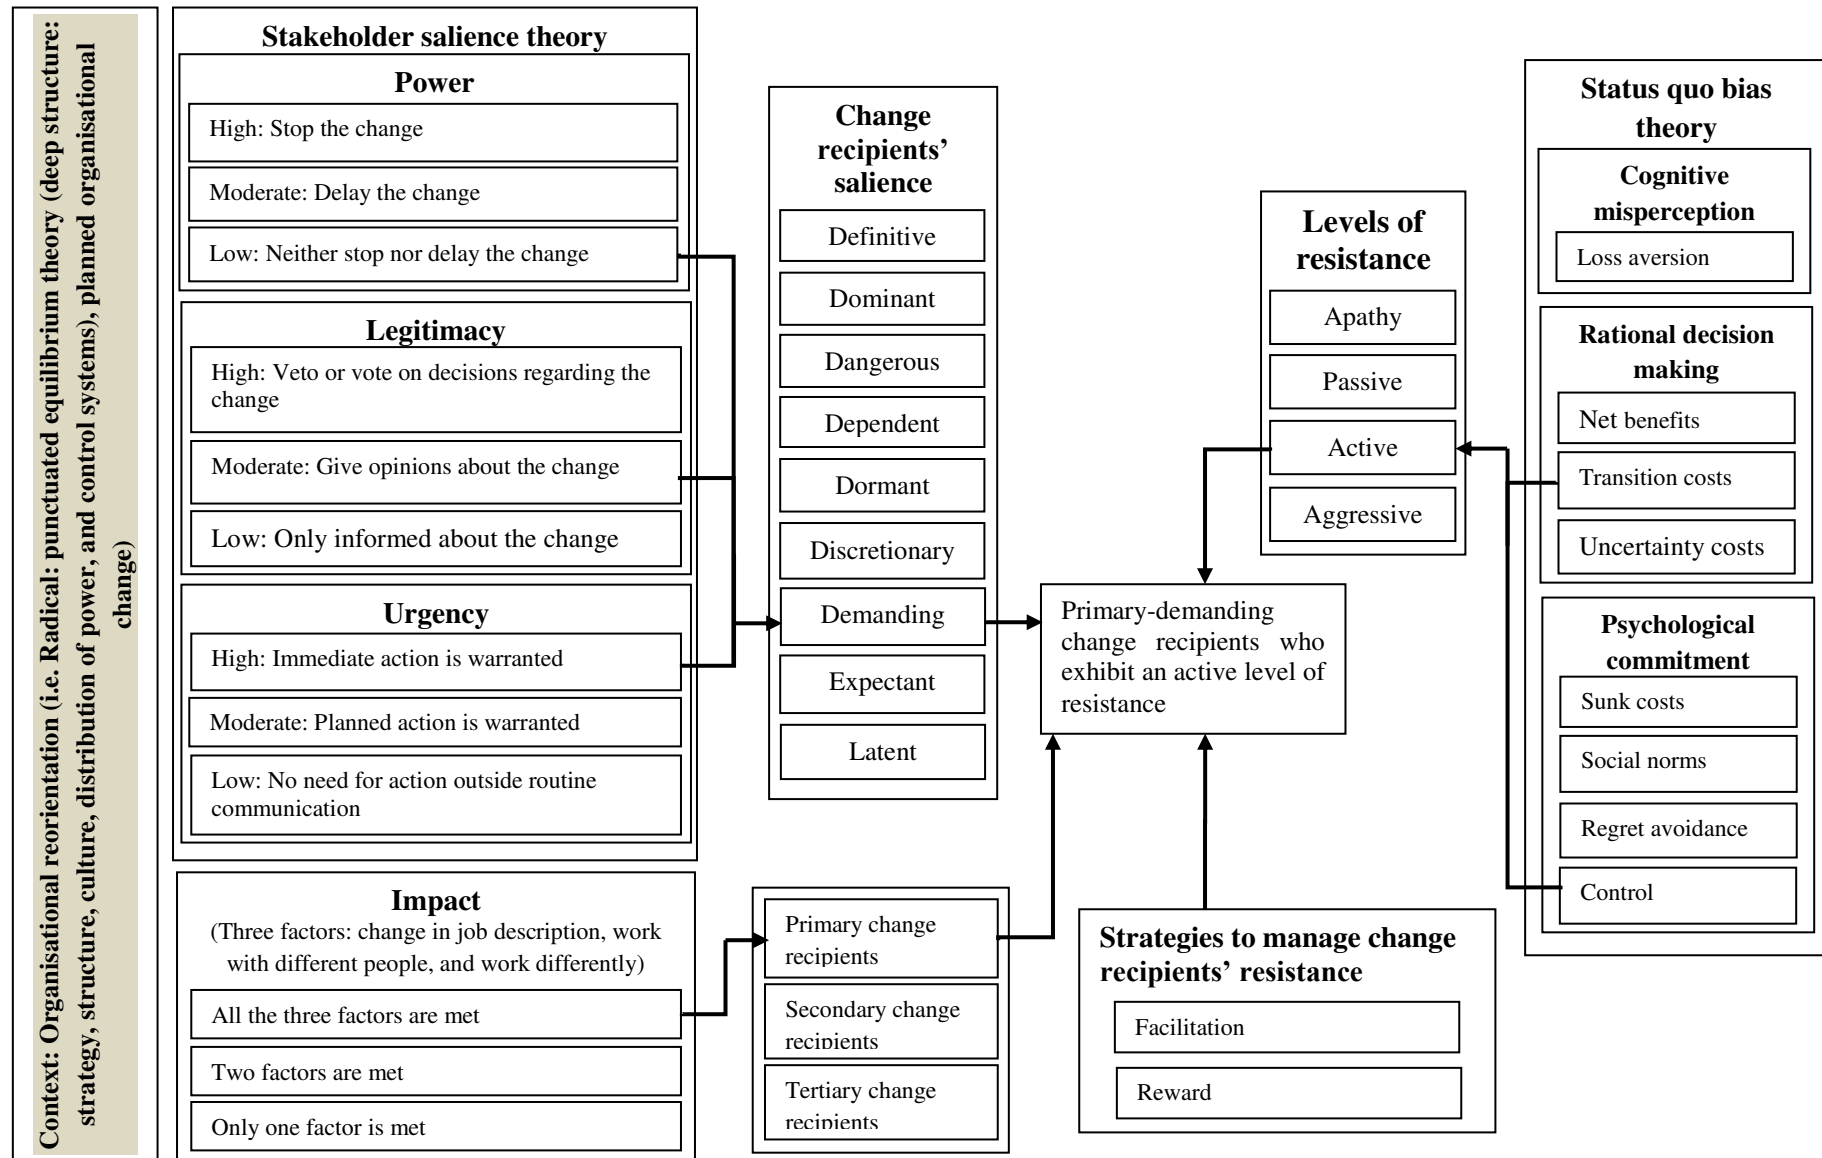 Context: Organisational reorientation (i.e. Radical: punctuated equilibrium theory (deep structure:
strategy, structure, culture, distribution of power, and control systems), planned organisational
change)
Stakeholder salience theory
Power
High: Stop the change
Moderate: Delay the change
Low: Neither stop nor delay the change
Legitimacy
High: Veto or vote on decisions regarding the
change
Moderate: Give opinions about the change
Low: Only informed about the change
Urgency
High: Immediate action is warranted
Moderate: Planned action is warranted
Low: No need for action outside routine
communication
Impact
(Three factors: change in job description, work
with different people, and work differently)
All the three factors are met
Two factors are met
Only one factor is met
Change
recipients’
salience
Definitive
Dominant
Dangerous
Dependent
Dormant
Discretionary
Demanding
Expectant
Latent
Primary change
recipients
Secondary change
recipients
Tertiary change
recipients
Primary-demanding
change recipients who
exhibit an active level of
resistance
Levels of
resistance
Apathy
Passive
Active
Aggressive
Strategies to manage change
recipients’ resistance
Facilitation
Reward
Status quo bias
theory
Cognitive
misperception
Loss aversion
Rational decision
making
Net benefits
Transition costs
Uncertainty costs
Psychological
commitment
Sunk costs
Social norms
Regret avoidance
Control